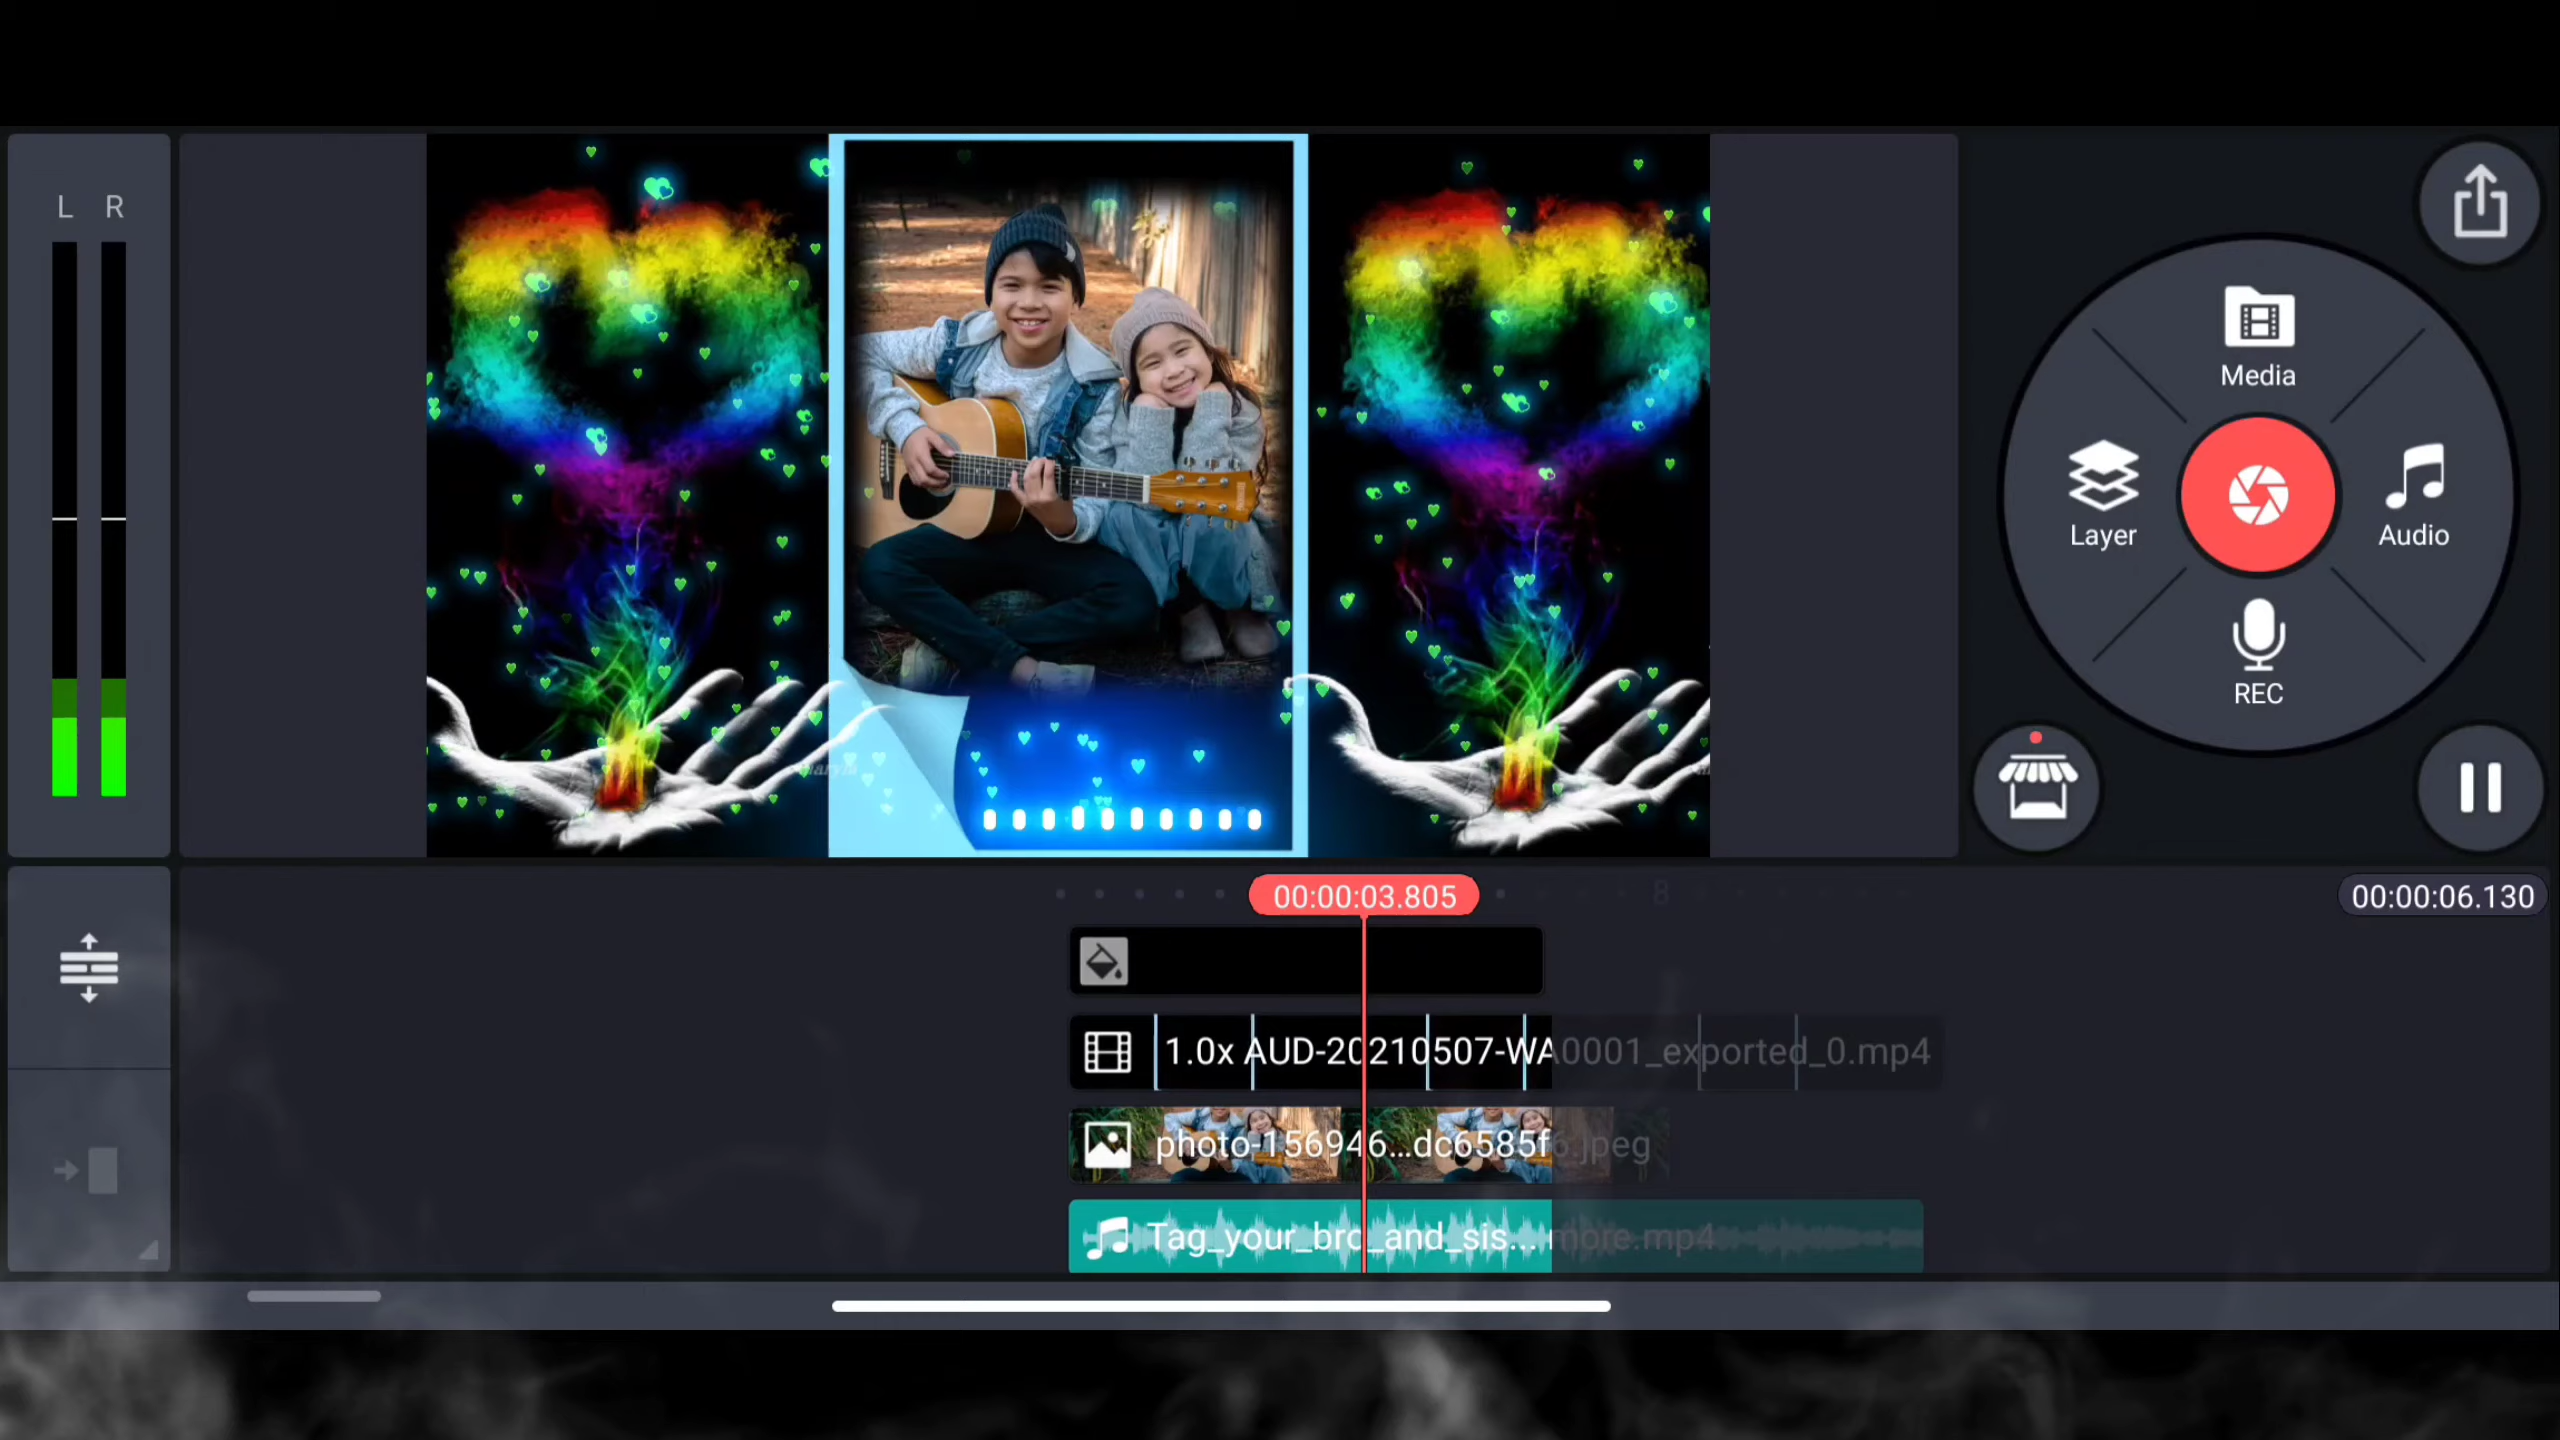 L R
Media
Layer
Audio
REC
00:00:03.805
8
00:00:06.130
1.0x AUD-20210507-WA0001_exported_0.mp4
photo-156946...dc6585f6.jpeg
Tag_your_bro_and_sis... more.mp4